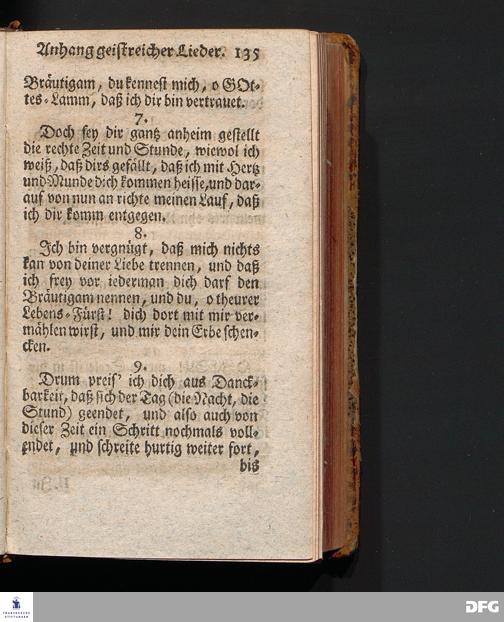 Anhang geistreicher Lieder. 135
Bräutigam, du kennest mich, o GOt-
tes-Lamm, daß ich dir bin vertrauet.
7.
Doch sey dir gantz anheim gestellt
die rechte Zeit und Stunde, wiewol ich
weiß, daß dirs gefällt, daß ich mit Hertz
und Munde dich kommen heisse, und dar-
auf von nun an richte meinen Lauf, daß
ich dir komm entgegen.
8.
Ich bin vergnügt, daß mich nichts
kan von deiner Liebe trennen, und daß
ich frey vor iederman dich darf den
Bräutigam nennen, und du, o theurer
Lebens-Fürst! dich dort mit mir ver-
mählen wirst, und mir dein Erbe schen-
cken.
9.
Drum preis' ich dich aus Danck-
barkeit, daß sich der Tag (die Nacht, die
Stund) geendet, und also auch von
dieser Zeit ein Schritt nochmals voll-
endet, und schreite hurtig weiter fort,
bis
FRANCKESCHE
STIFTUNGEN
DFG